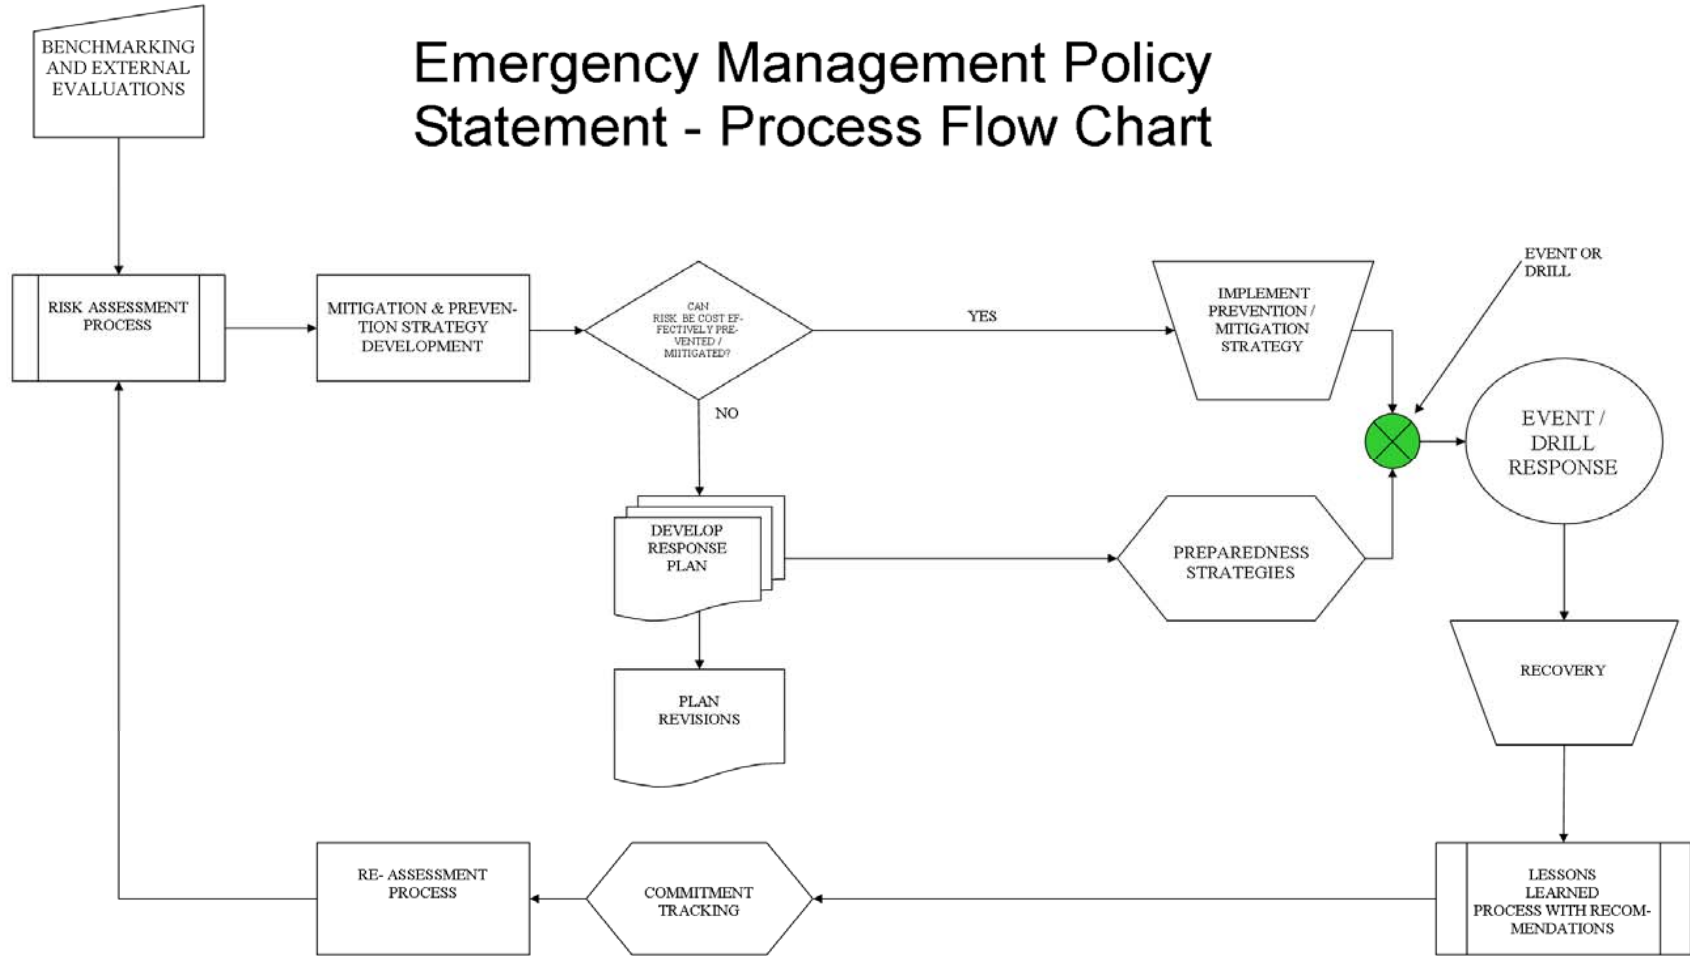 BENCHMARKING
AND EXTERNAL
EVALUATIONS
Emergency Management Policy
Statement - Process Flow Chart
RISK ASSESSMENT
PROCESS
MITIGATION & PREVEN-
TION STRATEGY
DEVELOPMENT
CAN
RISK BE COST EF-
FECTIVELY PRE-
VENTED /
MIITIGATED?
YES
NO
IMPLEMENT
PREVENTION /
MITIGATION
STRATEGY
EVENT OR
DRILL
EVENT /
DRILL
RESPONSE
DEVELOP
RESPONSE
PLAN
PREPAREDNESS
STRATEGIES
PLAN
REVISIONS
RECOVERY
RE- ASSESSMENT
PROCESS
COMMITMENT
TRACKING
LESSONS
LEARNED
PROCESS WITH RECOM-
MENDATIONS